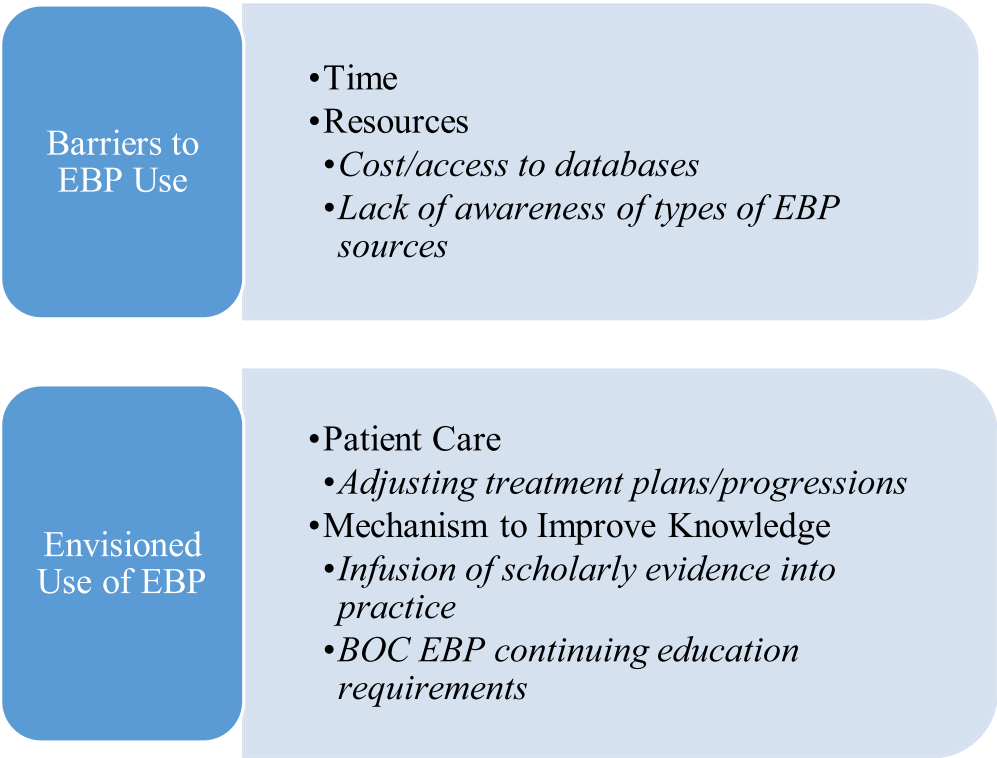 Barriers to
EBP Use
•Time
•Resources
•Cost/access to databases
•Lack of awareness of types of EBP
sources
Envisioned
Use of EBP
•Patient Care
•Adjusting treatment plans/progressions
•Mechanism to Improve Knowledge
•Infusion of scholarly evidence into
practice
•BOC EBP continuing education
requirements